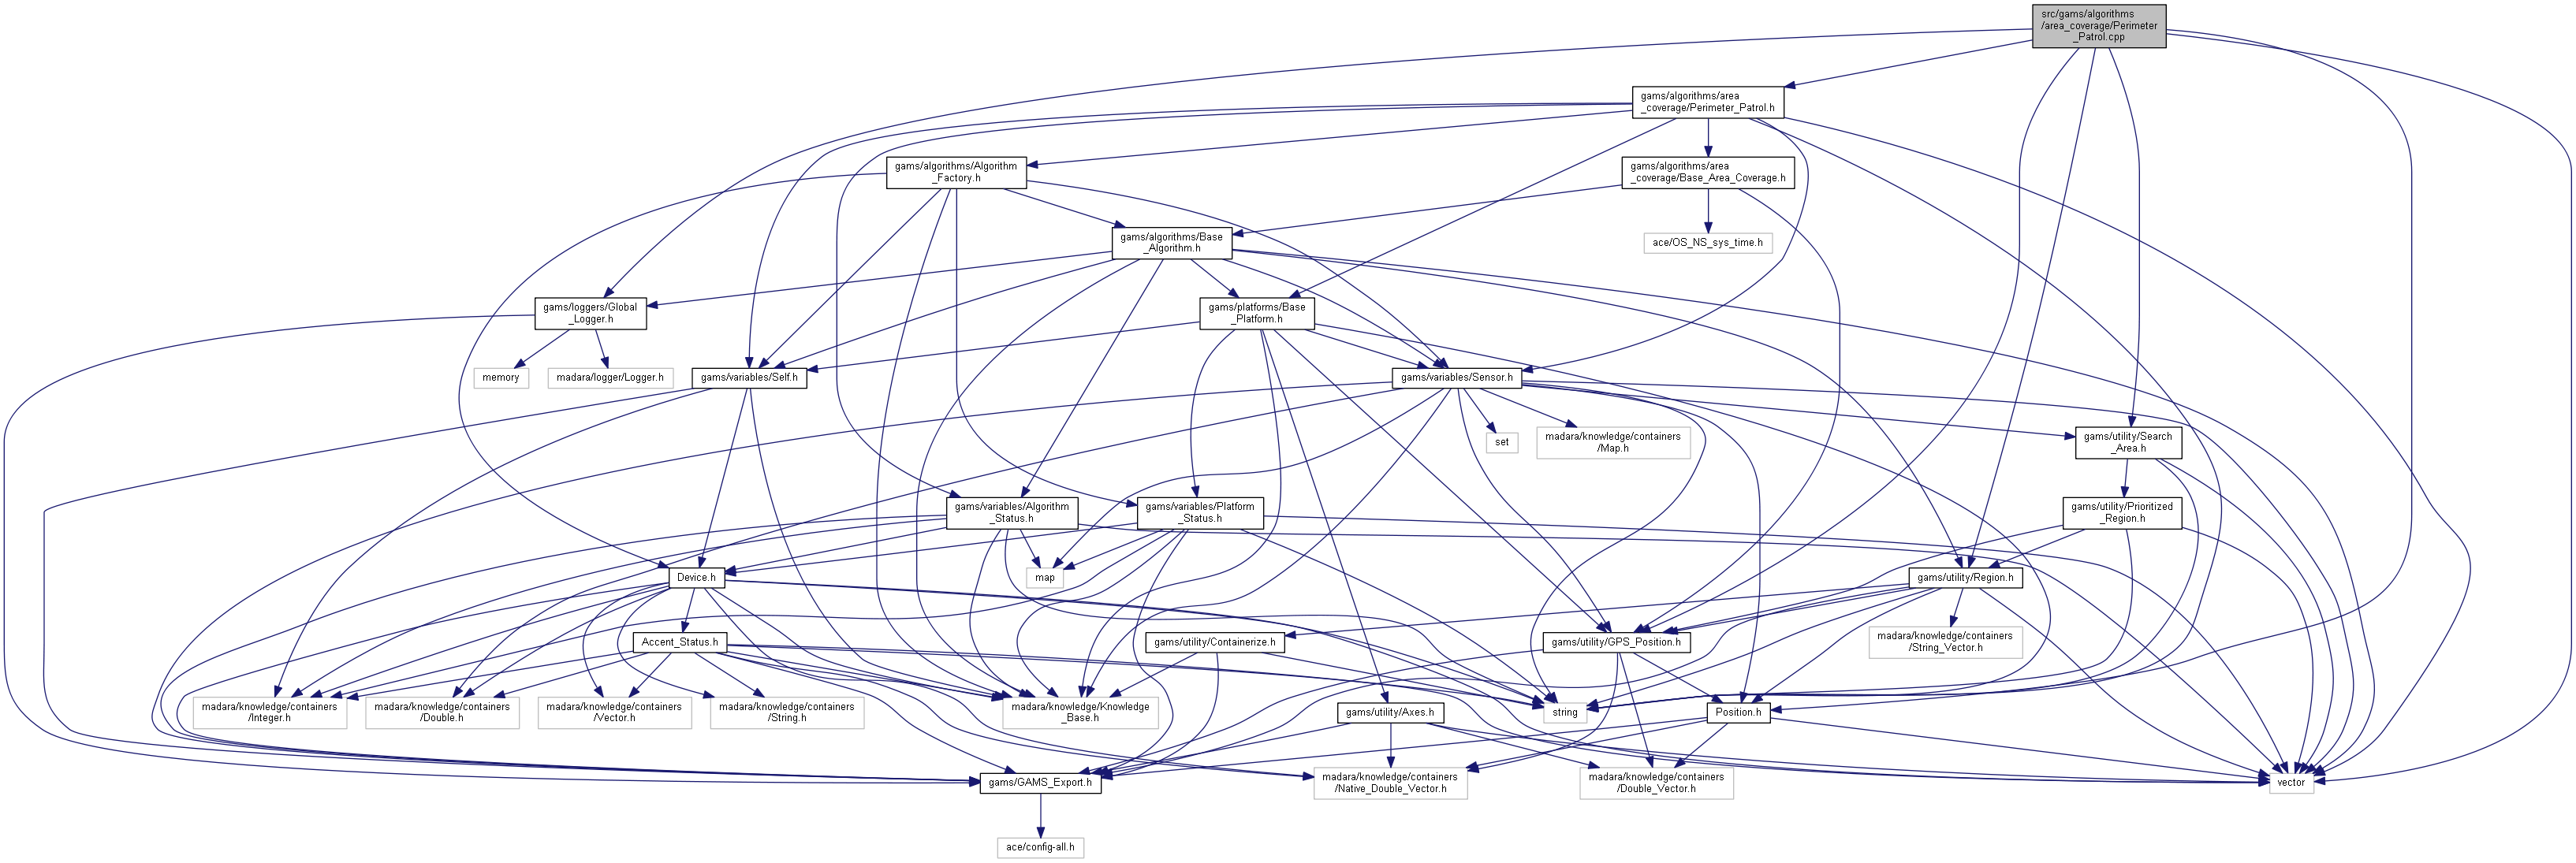 src/gams/algorithms
/area_coverage/Perimeter
_Patrol.cpp
gams/algorithms/area
_coverage/Perimeter_Patrol.h
gams/algorithms/Algorithm
_Factory.h
gams/algorithms/area
_coverage/Base_Area_Coverage.h
gams/algorithms/Base
_Algorithm.h
ace/OS_NS_sys_time.h
gams/loggers/Global
_Logger.h
gams/platforms/Base
_Platform.h
memory
madara/logger/Logger.h
gams/variables/Self.h
gams/variables/Sensor.h
set
madara/knowledge/containers
/Map.h
gams/utility/Search
_Area.h
gams/variables/Algorithm
_Status.h
gams/variables/Platform
_Status.h
gams/utility/Prioritized
_Region.h
Device.h
map
gams/utility/Region.h
Accent_Status.h
gams/utility/Containerize.h
gams/utility/GPS_Position.h
madara/knowledge/containers
/String_Vector.h
madara/knowledge/containers
/Integer.h
madara/knowledge/containers
/Double.h
madara/knowledge/containers
/Vector.h
madara/knowledge/containers
/String.h
madara/knowledge/Knowledge
_Base.h
gams/utility/Axes.h
string
Position.h
gams/GAMS_Export.h
madara/knowledge/containers
/Native_Double_Vector.h
madara/knowledge/containers
/Double_Vector.h
vector
ace/config-all.h